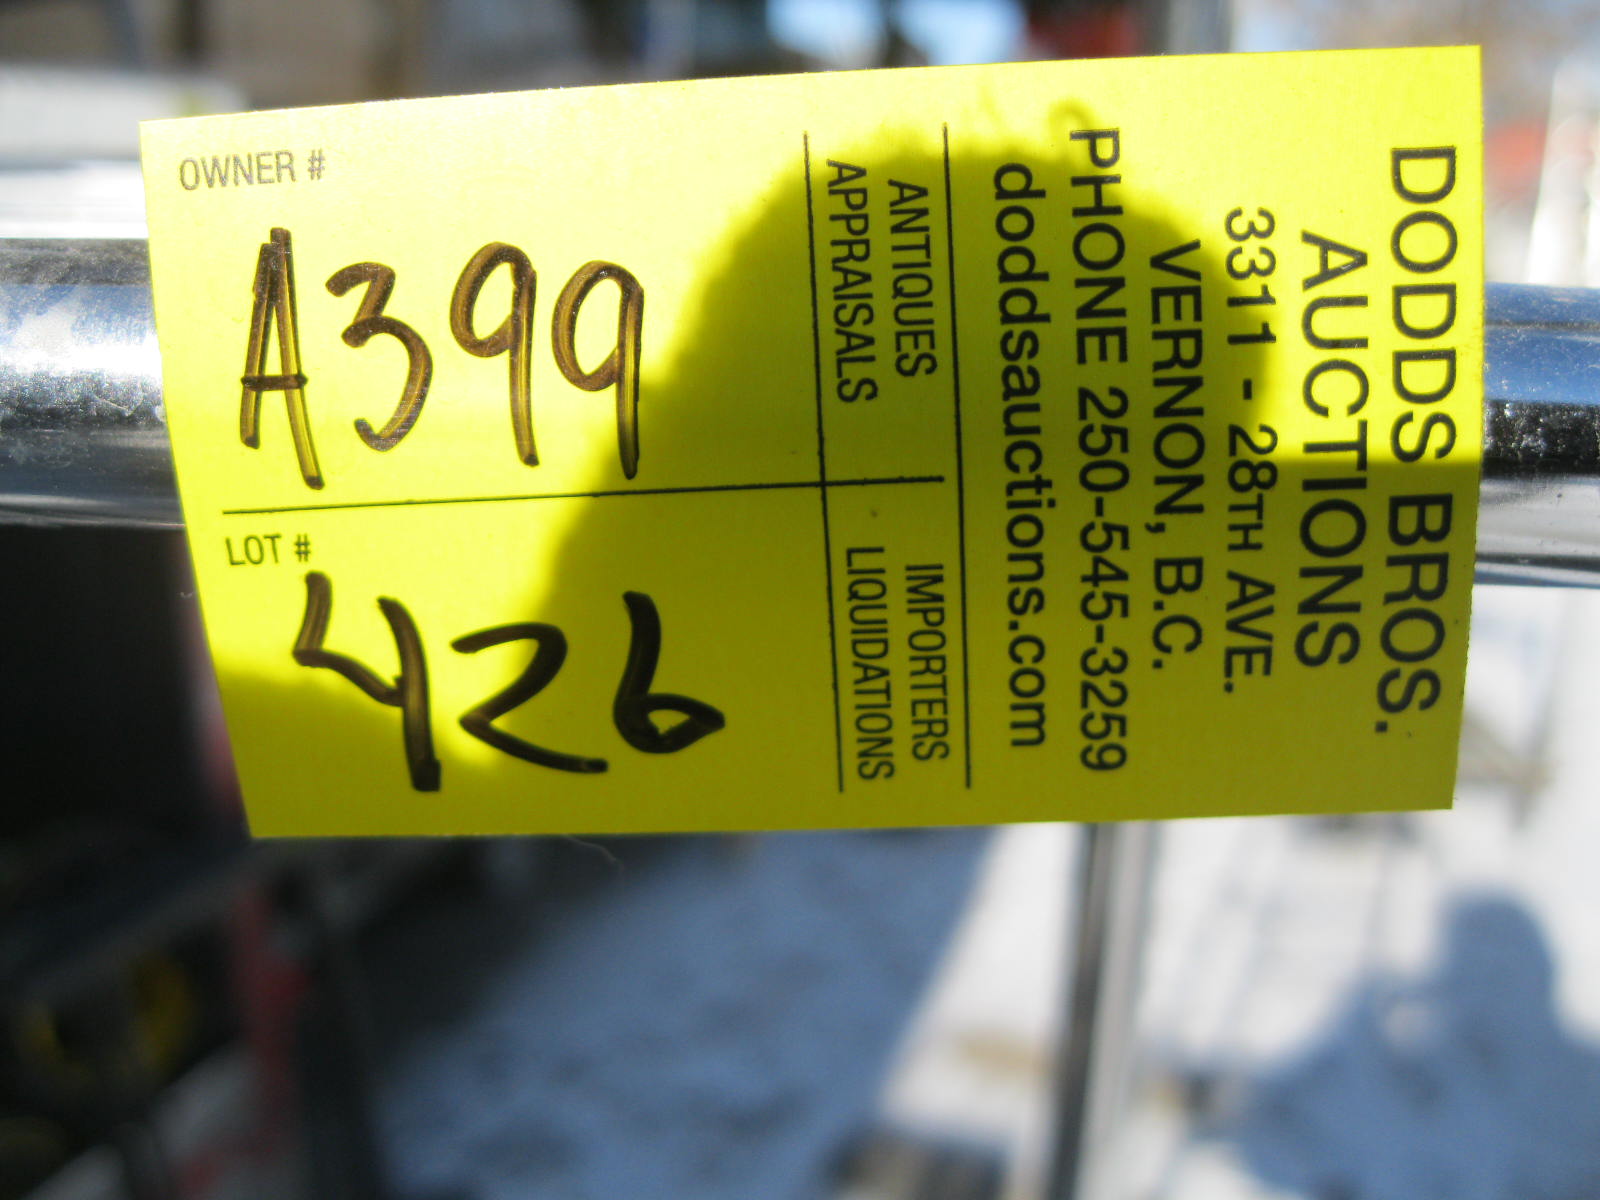 OWNER #
A399
LOT #
426
DODDS BROS.
AUCTIONS
3311 - 28TH AVE.
VERNON, B.C.
PHONE 250-545-3259
doddsauctions.com
ANTIQUES
APPRAISALS
IMPORTERS
LIQUIDATIONS